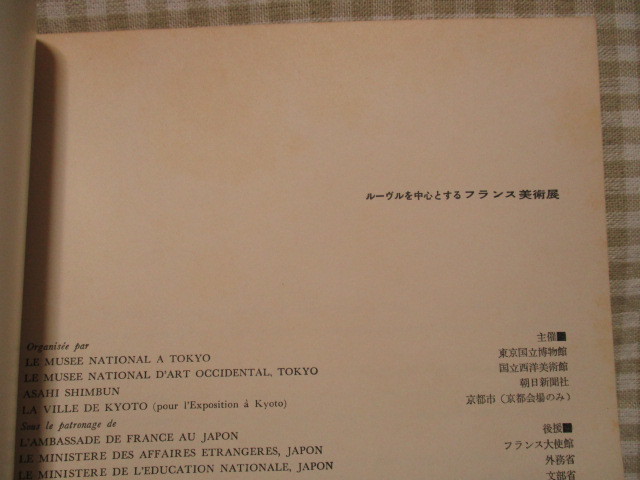 ルーヴルを中心とするフランス美術展
Organisée par
LE MUSEE NATIONAL A TOKYO
LE MUSEE NATIONAL D'ART OCCIDENTAL, TOKYO
ASAHI SHIMBUN
LA VILLE DE KYOTO (pour l'Exposition à Kyoto)
Sous le patronage de
L'AMBASSADE DE FRANCE AU JAPON
LE MINISTERE DES AFFAIRES ETRANGERES, JAPON
LE MINISTERE DE L'EDUCATION NATIONALE, JAPON
主催■
東京国立博物館
国立西洋美術館
朝日新聞社
京都市（京都会場のみ）
後援■
フランス大使館
外務省
文部省